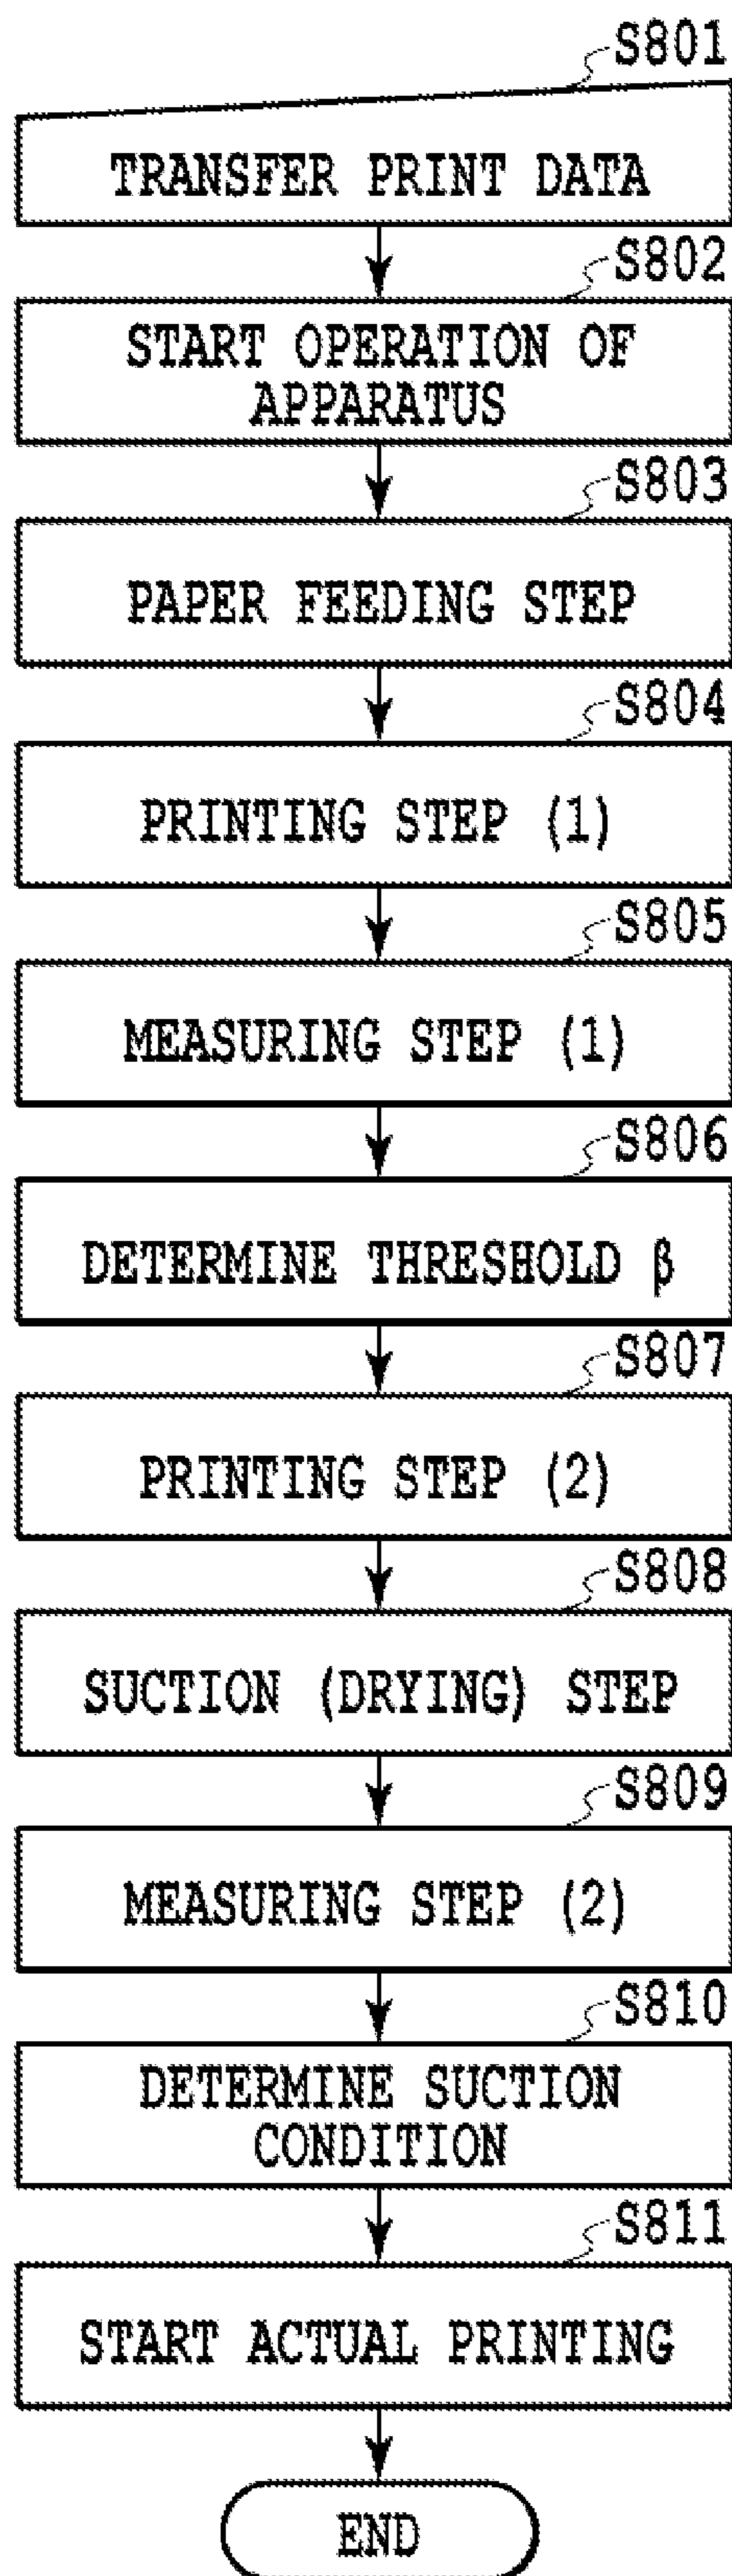 S801
TRANSFER PRINT DATA
S802
START OPERATION OF
APPARATUS
S803
PAPER FEEDING STEP
S804
PRINTING STEP (1)
S805
MEASURING STEP (1)
S806
DETERMINE THRESHOLD β
S807
PRINTING STEP (2)
S808
SUCTION (DRYING) STEP
S809
MEASURING STEP (2)
S810
DETERMINE SUCTION
CONDITION
S811
START ACTUAL PRINTING
END